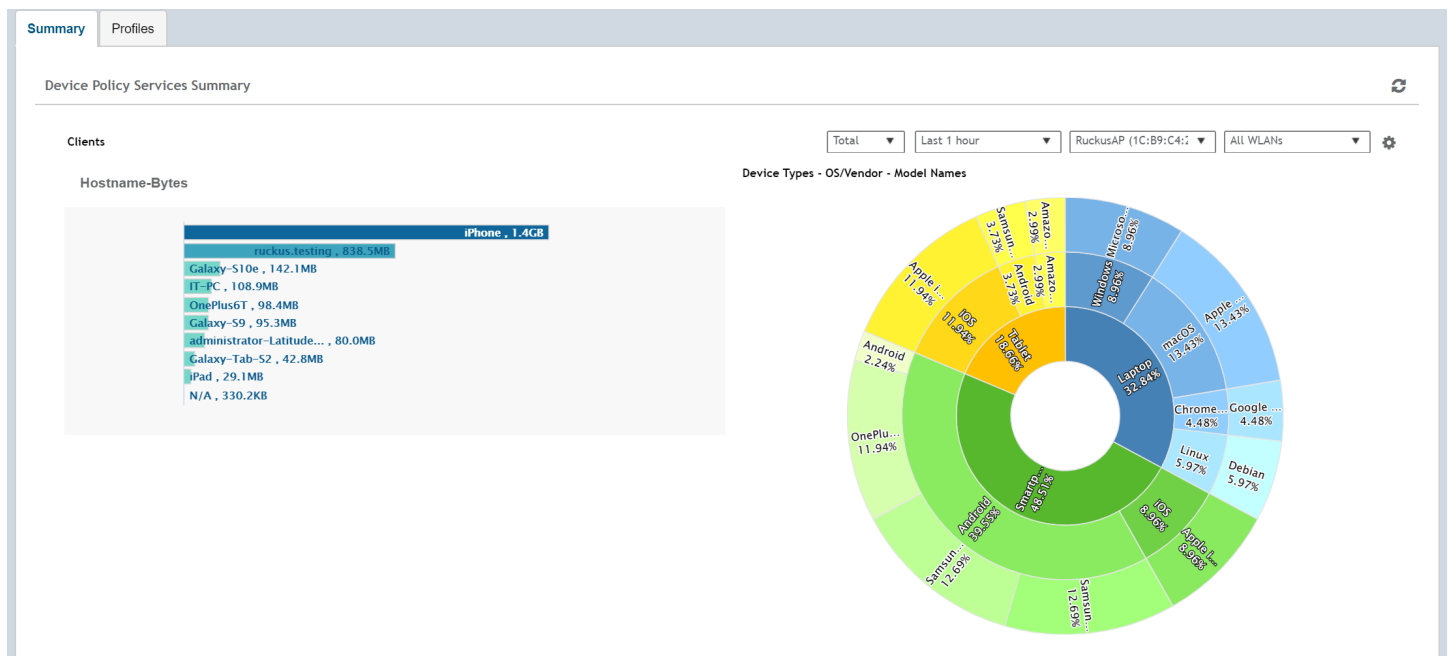 Summary
Profiles
Device Policy Services Summary
Clients
Total
Last 1 hour
RuckusAP (1C:B9:C4:2
All WLANs
Hostname-Bytes
Device Types - OS/Vendor - Model Names
iPhone , 1.4GB
ruckus.testing , 838.5MB
Galaxy-S10e , 142.1MB
IT-PC , 108.9MB
OnePlus6T , 98.4MB
Galaxy-S9 , 95.3MB
administrator-Latitude... , 80.0MB
Galaxy-Tab-S2 , 42.8MB
iPad , 29.1MB
N/A , 330.2KB
Laptop
32.84%
Windows
8.96%
Microso...
8.96%
macOS
13.43%
Apple ...
13.43%
Chrome...
4.48%
Google ...
4.48%
Linux
5.97%
Debian
5.97%
Smartp...
48.51%
iOS
8.96%
Apple i...
8.96%
Android
39.55%
Samsun...
12.69%
Samsun...
12.69%
OnePlu...
11.94%
Android
2.24%
Tablet
18.66%
iOS
11.94%
Apple i...
11.94%
Android
3.73%
Samsun...
3.73%
Amazo...
2.99%
Amazo...
2.99%